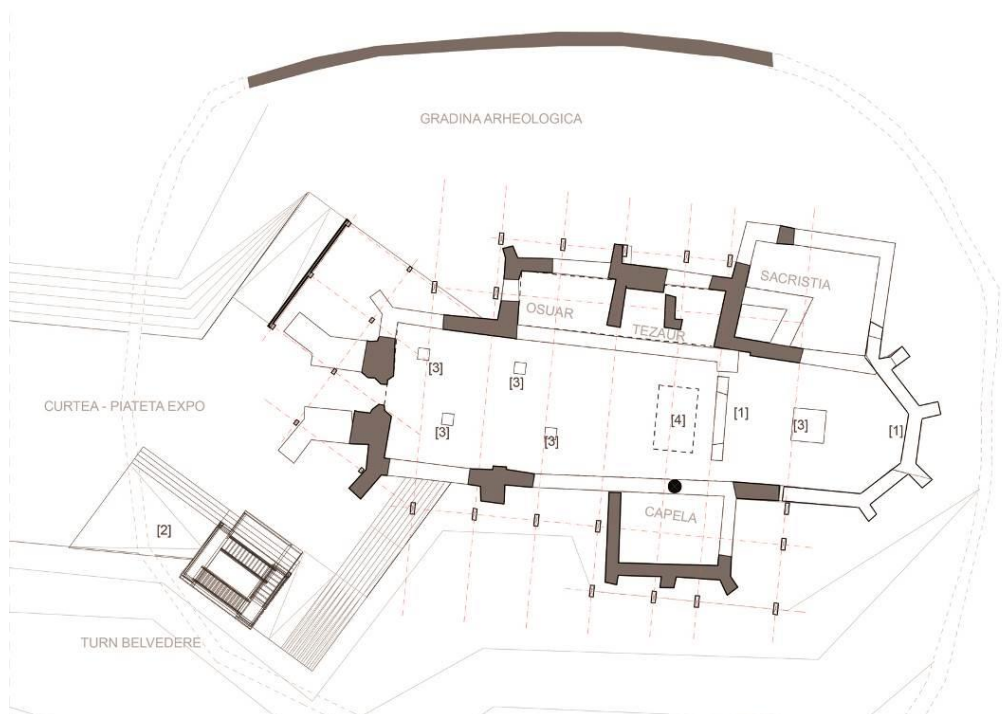 GRADINA ARHEOLOGICA
SACRISTIA
OSUAR
TEZAUR
[3]
[3]
CURTEA - PIATETA EXPO
[4]
[1]
[3]
[1]
[3]
[3]
CAPELA
[2]
TURN BELVEDERE